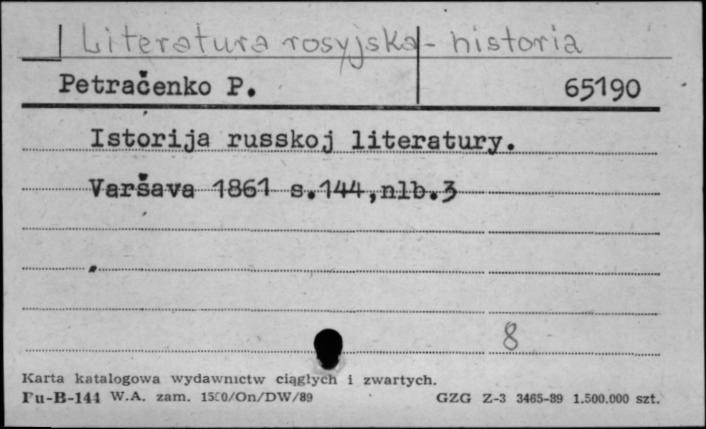 Literatura rosyjska - historia
Petračenko P. 65190
Istorija russkoj literatury.
Varšava 1861 s.144,nlb.3
8
Karta katalogowa wydawnictw ciągłych i zwartych.
Pu-B-144 W.A. zam. 1500/On/DW/89 GZG Z-3 3465-89 1.500.000 szt.